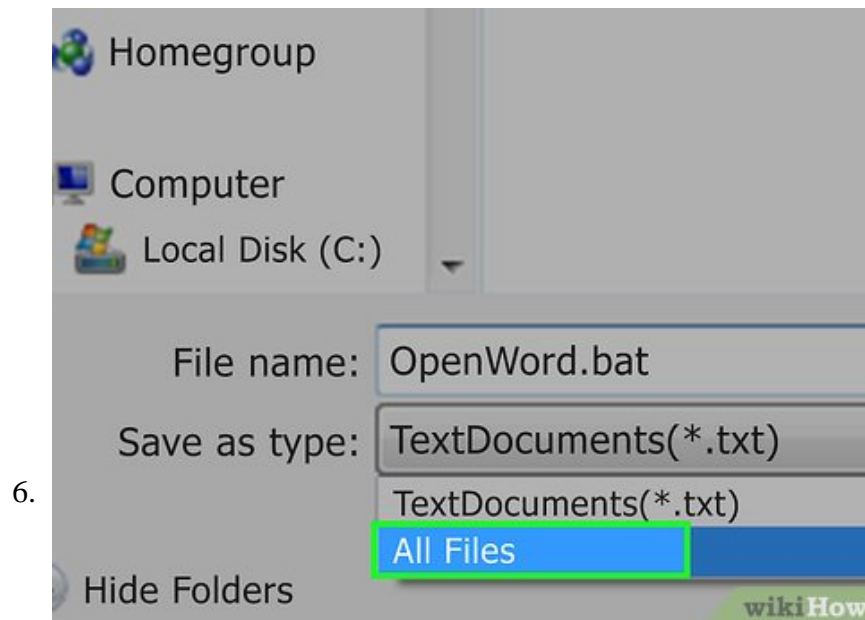 Homegroup
Computer
Local Disk (C:)
File name: OpenWord.bat
Save as type: TextDocuments(*.txt)
6.
TextDocuments(*.txt)
All Files
Hide Folders
wikiHow